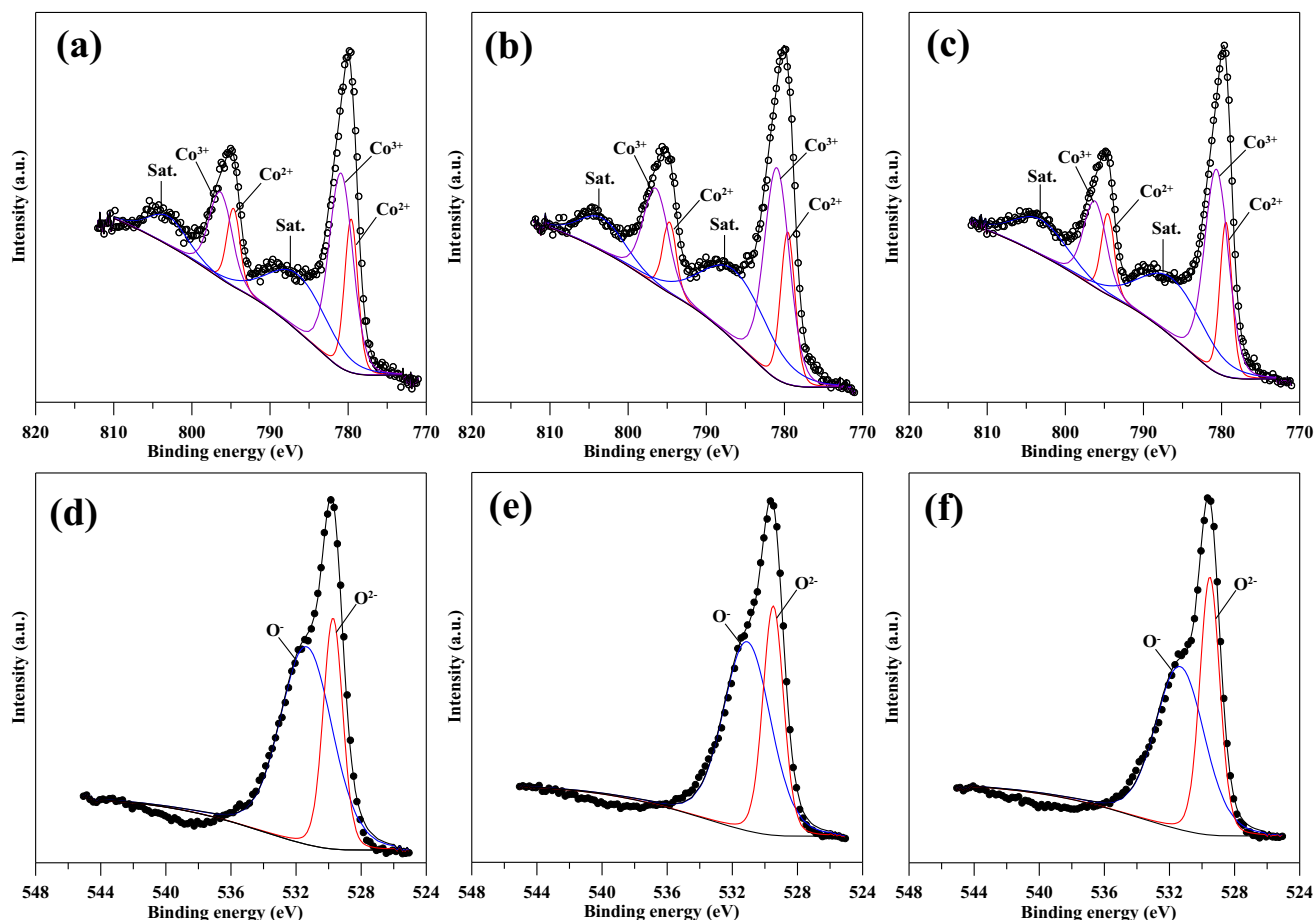 (a)
Intensity (a.u.)
Sat.
Co³⁺
Co²⁺
Sat.
Co³⁺
Co²⁺
820 810 800 790 780 770
Binding energy (eV)
(b)
Intensity (a.u.)
Sat.
Co³⁺
Co²⁺
Sat.
Co³⁺
Co²⁺
820 810 800 790 780 770
Binding energy (eV)
(c)
Intensity (a.u.)
Sat.
Co³⁺
Co²⁺
Sat.
Co³⁺
Co²⁺
820 810 800 790 780 770
Binding energy (eV)
(d)
Intensity (a.u.)
O⁻
O²⁻
548 544 540 536 532 528 524
Binding energy (eV)
(e)
Intensity (a.u.)
O⁻
O²⁻
548 544 540 536 532 528 524
Binding energy (eV)
(f)
Intensity (a.u.)
O⁻
O²⁻
548 544 540 536 532 528 524
Binding energy (eV)